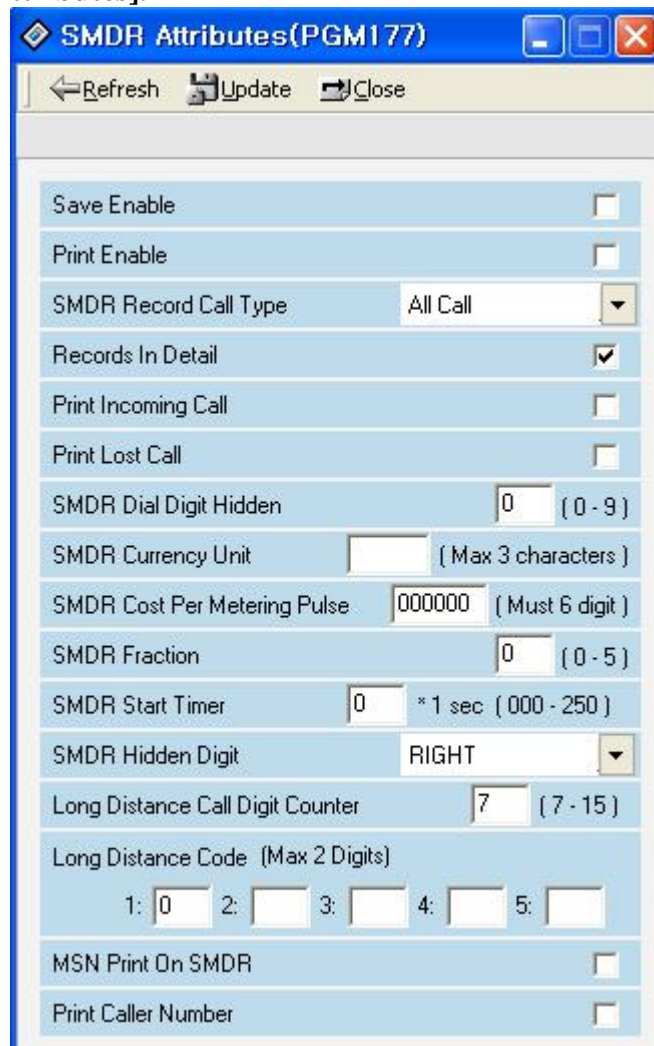 SMDR Attributes(PGM177)
Refresh Update Close
Save Enable
Print Enable
SMDR Record Call Type All Call
Records In Detail
Print Incoming Call
Print Lost Call
SMDR Dial Digit Hidden 0 ( 0 - 9 )
SMDR Currency Unit ( Max 3 characters )
SMDR Cost Per Metering Pulse 000000 ( Must 6 digit )
SMDR Fraction 0 ( 0 - 5 )
SMDR Start Timer 0 * 1 sec ( 000 - 250 )
SMDR Hidden Digit RIGHT
Long Distance Call Digit Counter 7 ( 7 - 15 )
Long Distance Code (Max 2 Digits)
1: 0 2: 3: 4: 5:
MSN Print On SMDR
Print Caller Number